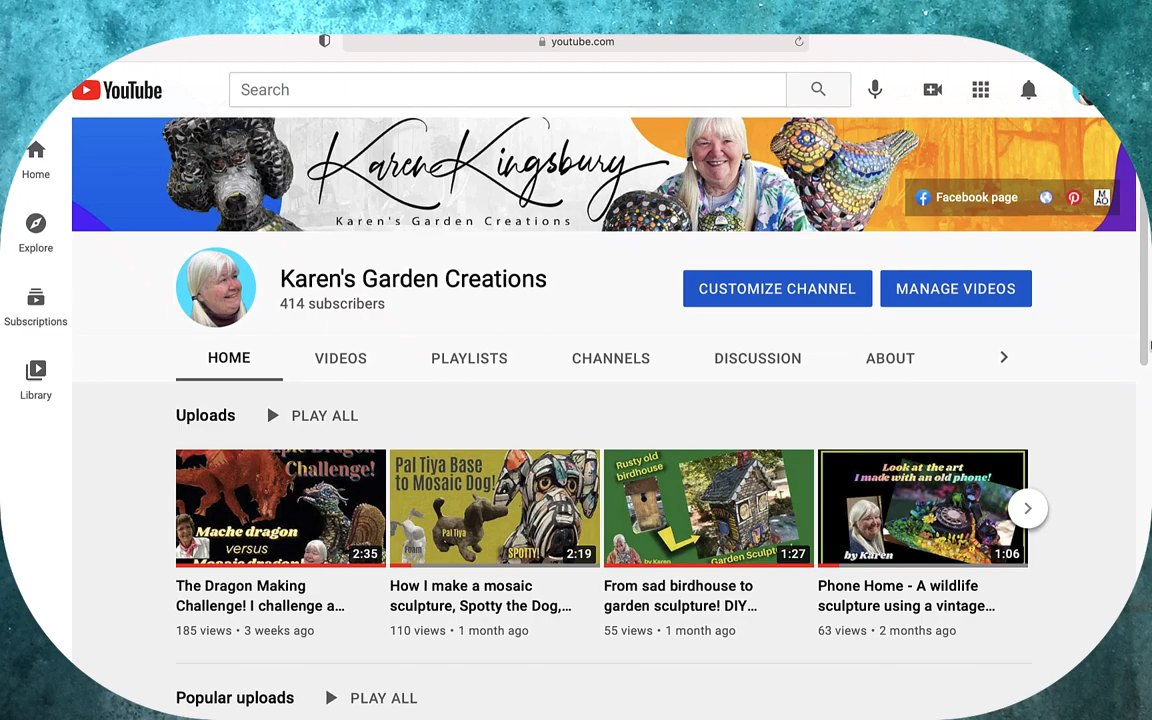 youtube.com
YouTube
Search
Karen Kingsbury
Karen's Garden Creations
Facebook page
M
AO
Home
Explore
Subscriptions
Library
Karen's Garden Creations
414 subscribers
CUSTOMIZE CHANNEL
MANAGE VIDEOS
HOME VIDEOS PLAYLISTS CHANNELS DISCUSSION ABOUT
Uploads PLAY ALL
Epic Dragon
Challenge!
Mache dragon
versus
Mosaic dragon!
2:35
Pal Tiya Base
to Mosaic Dog!
Foam
Pal Tiya
SPOTTY!
2:19
Rusty old
birdhouse
by Karen
Garden Sculpt
1:27
Look at the art
I made with an old phone!
by Karen
1:06
The Dragon Making
Challenge! I challenge a...
185 views • 3 weeks ago
How I make a mosaic
sculpture, Spotty the Dog,...
110 views • 1 month ago
From sad birdhouse to
garden sculpture! DIY...
55 views • 1 month ago
Phone Home - A wildlife
sculpture using a vintage...
63 views • 2 months ago
Popular uploads PLAY ALL